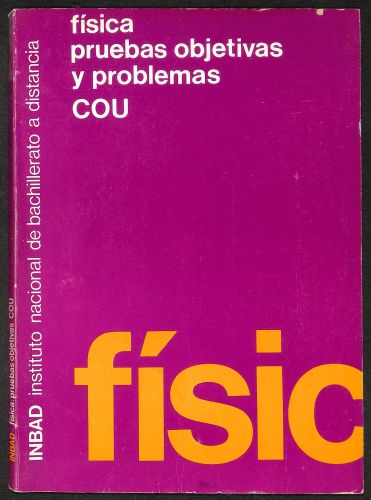 física
pruebas objetivas
y problemas
COU
INBAD instituto nacional de bachillerato a distancia
físic
INBAD física: pruebas objetivas COU